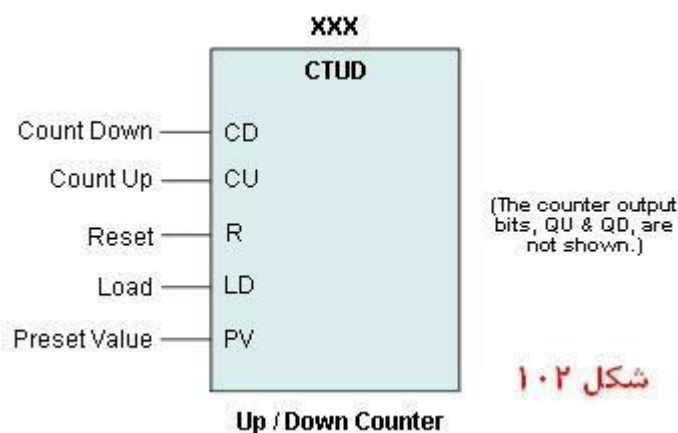 XXX
CTUD
Count Down CD
Count Up CU
Reset R
Load LD
Preset Value PV
(The counter output
bits, QU & QD, are
not shown.)
شکل ۱۰۲
Up / Down Counter